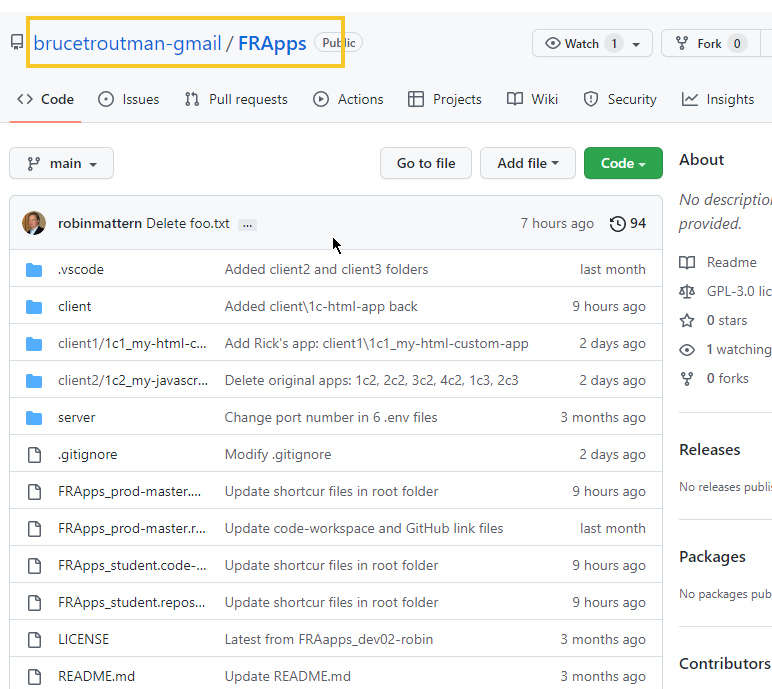 brucetroutman-gmail / FRApps Public
Watch 1 Fork 0
Code Issues Pull requests Actions Projects Wiki Security Insights
main Go to file Add file Code
robinmattern Delete foo.txt ... 7 hours ago 94
.vscode Added client2 and client3 folders last month
client Added client\1c-html-app back 9 hours ago
client1/1c1_my-html-c... Add Rick's app: client1\1c1_my-html-custom-app 2 days ago
client2/1c2_my-javascr... Delete original apps: 1c2, 2c2, 3c2, 4c2, 1c3, 2c3 2 days ago
server Change port number in 6 .env files 3 months ago
.gitignore Modify .gitignore 2 days ago
FRApps_prod-master.... Update shortcur files in root folder 9 hours ago
FRApps_prod-master.r... Update code-workspace and GitHub link files last month
FRApps_student.code-... Update shortcur files in root folder 9 hours ago
FRApps_student.repos... Update shortcur files in root folder 9 hours ago
LICENSE Latest from FRAapps_dev02-robin 3 months ago
README.md Update README.md 3 months ago
About
No description
provided.
Readme
GPL-3.0 lic
0 stars
1 watching
0 forks
Releases
No releases publis
Packages
No packages pub
Contributors